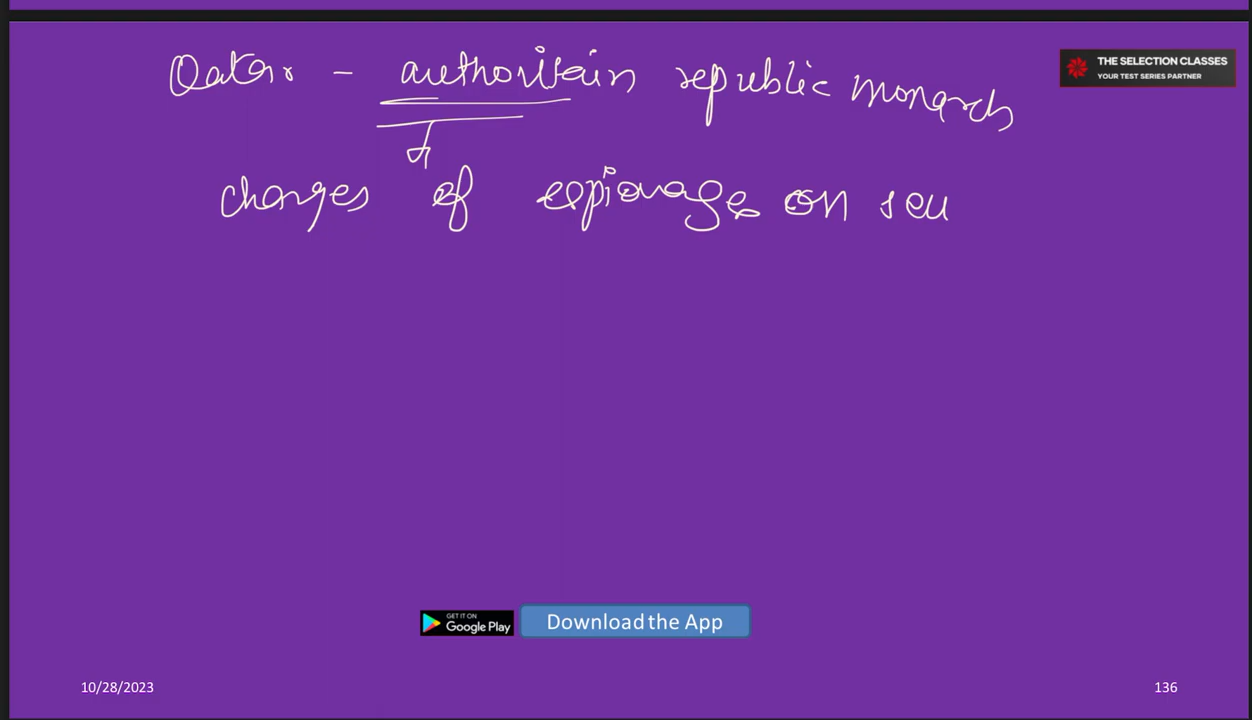 Qatar - authoritain republic monarch
THE SELECTION CLASSES
YOUR TEST SERIES PARTNER
charges of espionage on seu
GET IT ON
Google Play
Download the App
10/28/2023
136